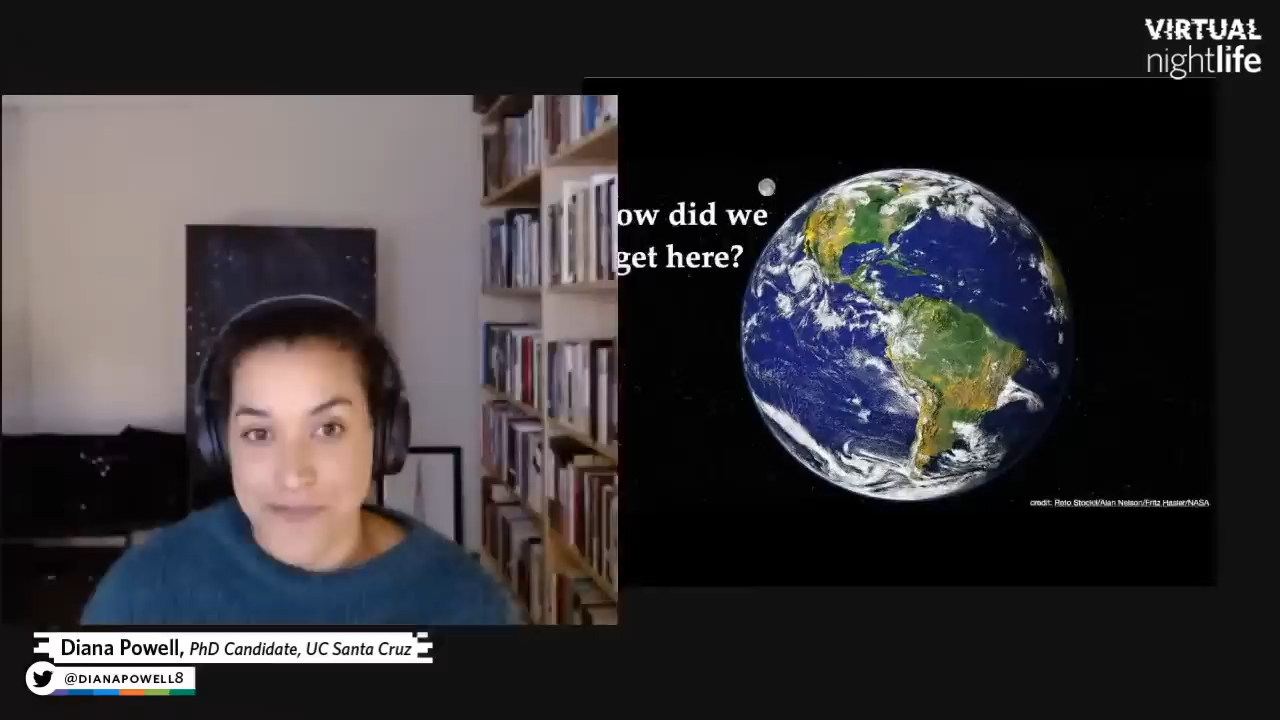 VIRTUAL
nightlife
ow did we
get here?
credit: Reto Stöckli/Alan Nelson/Fritz Hasler/NASA
Diana Powell, PhD Candidate, UC Santa Cruz
@DIANAPOWELL8